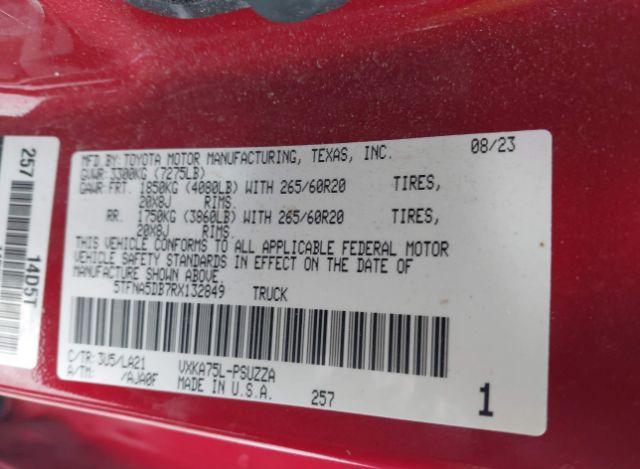 MFD. BY: TOYOTA MOTOR MANUFACTURING, TEXAS, INC. 08/23
GVWR: 3300KG (7275LB)
GAWR: FRT. 1850KG (4080LB) WITH 265/60R20 TIRES,
20X8J RIMS.
RR. 1750KG (3860LB) WITH 265/60R20 TIRES,
20X8J RIMS.
THIS VEHICLE CONFORMS TO ALL APPLICABLE FEDERAL MOTOR
VEHICLE SAFETY STANDARDS IN EFFECT ON THE DATE OF
MANUFACTURE SHOWN ABOVE.
5TFNA5DB7RX132849 TRUCK
C/TR: 3U5/LA21 VXKA75L-PSUZZA
A/TM: /AJA0F MADE IN U.S.A. 257 1
257
14D5T